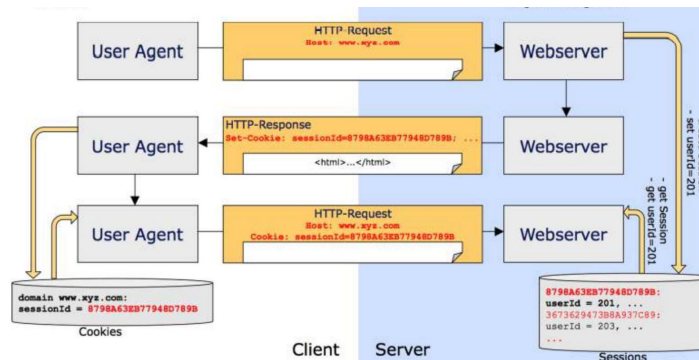 User Agent
HTTP-Request
Host: www.xyz.com
Webserver
- set userId=201
User Agent
HTTP-Response
Set-Cookie: sessionId=8798A63EB77948D789B; ...
<html>...</html>
Webserver
- get Session
- get userId=201
User Agent
HTTP-Request
Host: www.xyz.com
Cookie: sessionId=8798A63EB77948D789B
Webserver
domain www.xyz.com:
sessionId = 8798A63EB77948D789B
Cookies
8798A63EB77948D789B:
userId = 201, ...
3673629473B8A937C89:
userId = 203, ...
...
Sessions
Client
Server